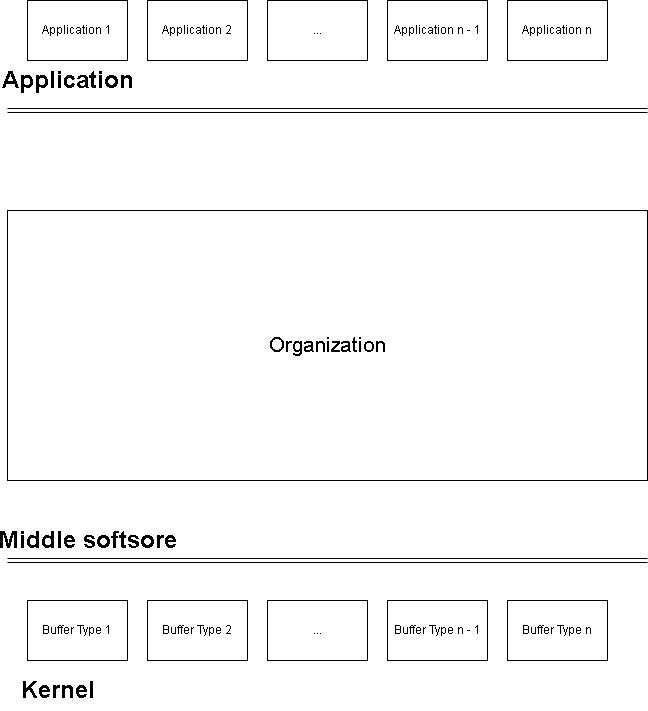 Application 1
Application 2
...
Application n - 1
Application n
Application
Organization
Middle softsore
Buffer Type 1
Buffer Type 2
...
Buffer Type n - 1
Buffer Type n
Kernel